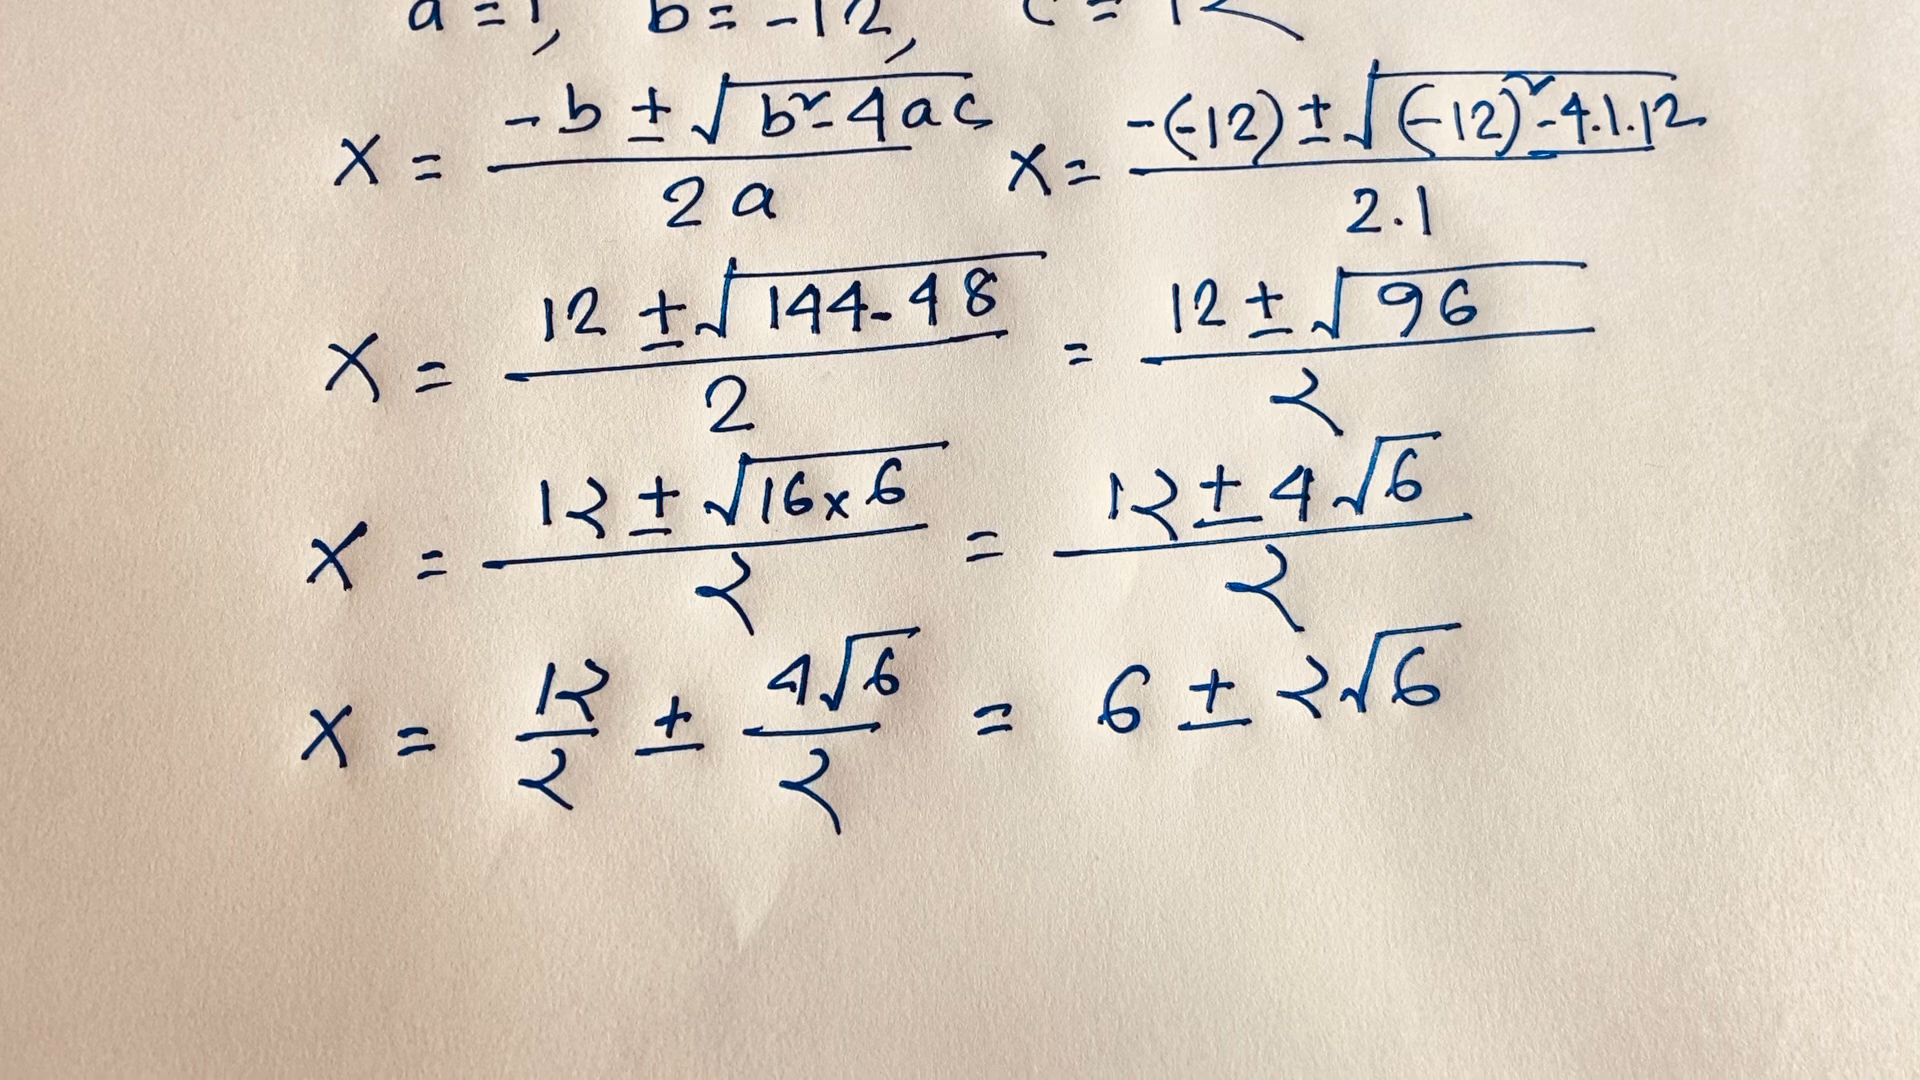 a = 1, b = -12, c = 12
x = (-b ± √(b² - 4ac)) / 2a x = (-(-12) ± √((-12)² - 4.1.12)) / 2.1
x = (12 ± √(144 - 48)) / 2 = (12 ± √96) / 2
x = (12 ± √(16 × 6)) / 2 = (12 ± 4√6) / 2
x = 12/2 ± 4√6/2 = 6 ± 2√6